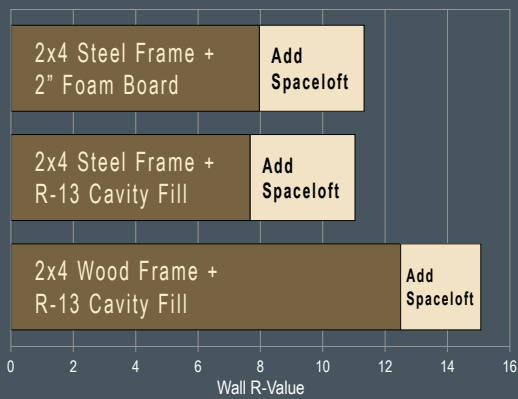 2x4 Steel Frame +
2” Foam Board
Add
Spaceloft
2x4 Steel Frame +
R-13 Cavity Fill
Add
Spaceloft
2x4 Wood Frame +
R-13 Cavity Fill
Add
Spaceloft
0 2 4 6 8 10 12 14 16
Wall R-Value